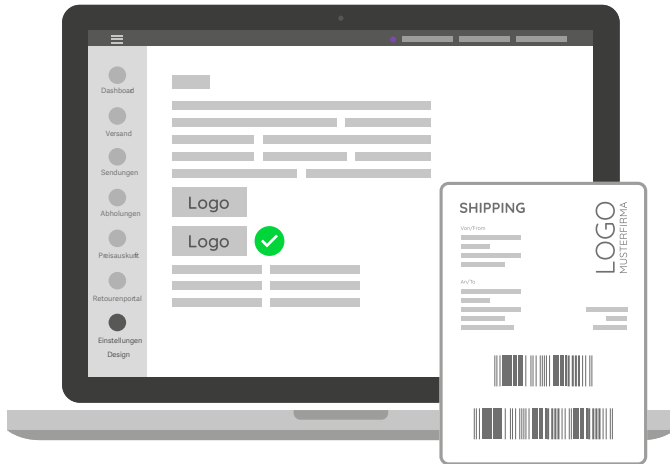 Dashboard
Versand
Sendungen
Abholungen
Preisauskunft
Retourenportal
Einstellungen
Design
Logo
Logo
SHIPPING
Von/From
An/To
LOGO
MUSTERFIRMA